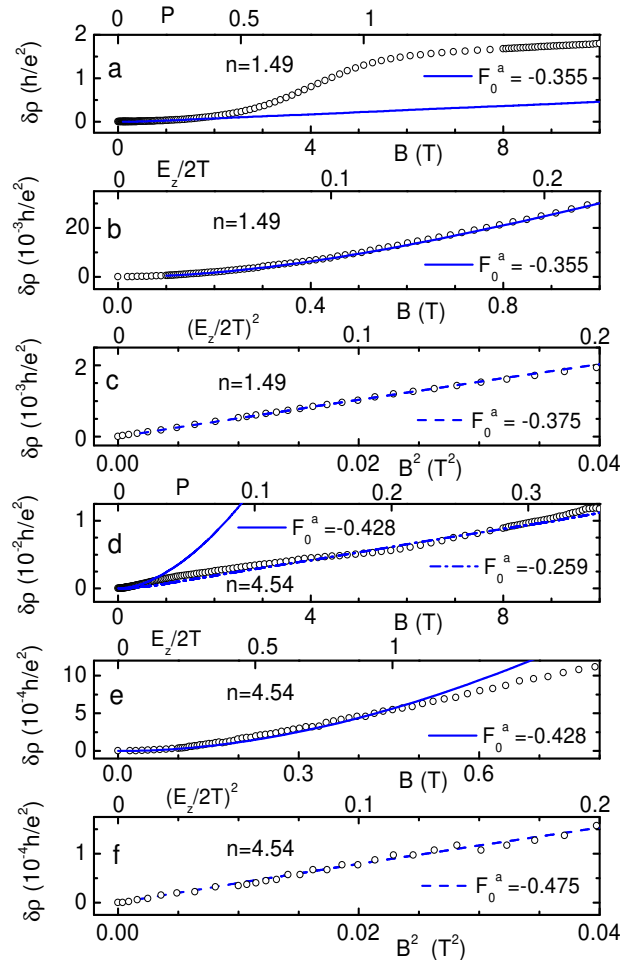 P
0 0.5 1
2
1
0
δρ (h/e²)
a
n=1.49
F₀ᵃ = -0.355
0 4 8
B (T)
E_z/2T
0 0.1 0.2
20
0
δρ (10⁻³h/e²)
b
n=1.49
F₀ᵃ = -0.355
0.0 0.4 0.8
B (T)
(E_z/2T)²
0 0.1 0.2
2
0
δρ (10⁻³h/e²)
c
n=1.49
F₀ᵃ = -0.375
0.00 0.02 0.04
B² (T²)
P
0 0.1 0.2 0.3
1
0
δρ (10⁻²h/e²)
d
F₀ᵃ =-0.428
F₀ᵃ =-0.259
n=4.54
0 4 8
B (T)
E_z/2T
0 0.5 1
10
5
0
δρ (10⁻⁴h/e²)
e
n=4.54
F₀ᵃ =-0.428
0.0 0.3 0.6
B (T)
(E_z/2T)²
0 0.1 0.2
1
0
δρ (10⁻⁴h/e²)
f
n=4.54
F₀ᵃ =-0.475
0.00 0.02 0.04
B² (T²)